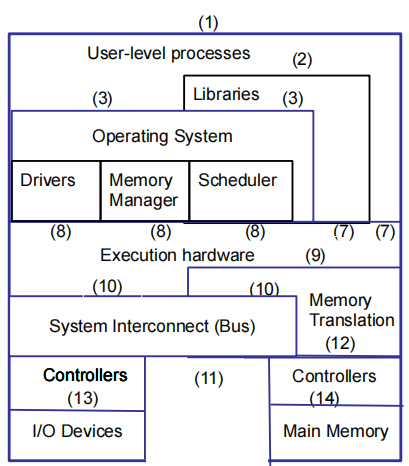 (1)
User-level processes
(2)
Libraries
(3)
(3)
Operating System
Drivers
Memory
Manager
Scheduler
(8)
(8)
(8)
(7)
(7)
Execution hardware
(9)
(10)
(10)
Memory
Translation
System Interconnect (Bus)
(12)
Controllers
(11)
Controllers
(13)
(14)
I/O Devices
Main Memory